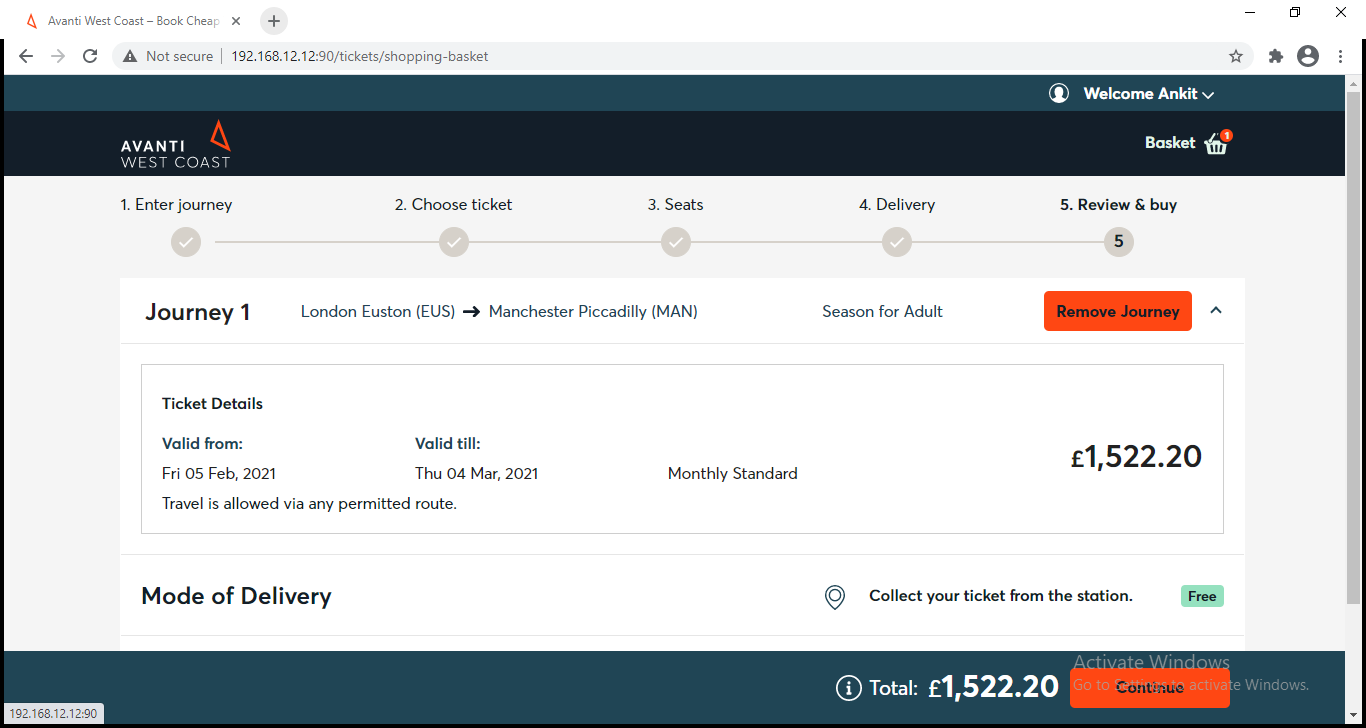 Avanti West Coast – Book Cheap
Not secure 192.168.12.12:90/tickets/shopping-basket
Welcome Ankit
AVANTI
WEST COAST
Basket 1
1. Enter journey 2. Choose ticket 3. Seats 4. Delivery 5. Review & buy
5
Journey 1 London Euston (EUS) ➔ Manchester Piccadilly (MAN) Season for Adult Remove Journey
Ticket Details
Valid from: Valid till:
£1,522.20
Fri 05 Feb, 2021 Thu 04 Mar, 2021 Monthly Standard
Travel is allowed via any permitted route.
Mode of Delivery Collect your ticket from the station. Free
Activate Windows
Total: £1,522.20 Continue
Go to Settings to activate Windows.
192.168.12.12:90